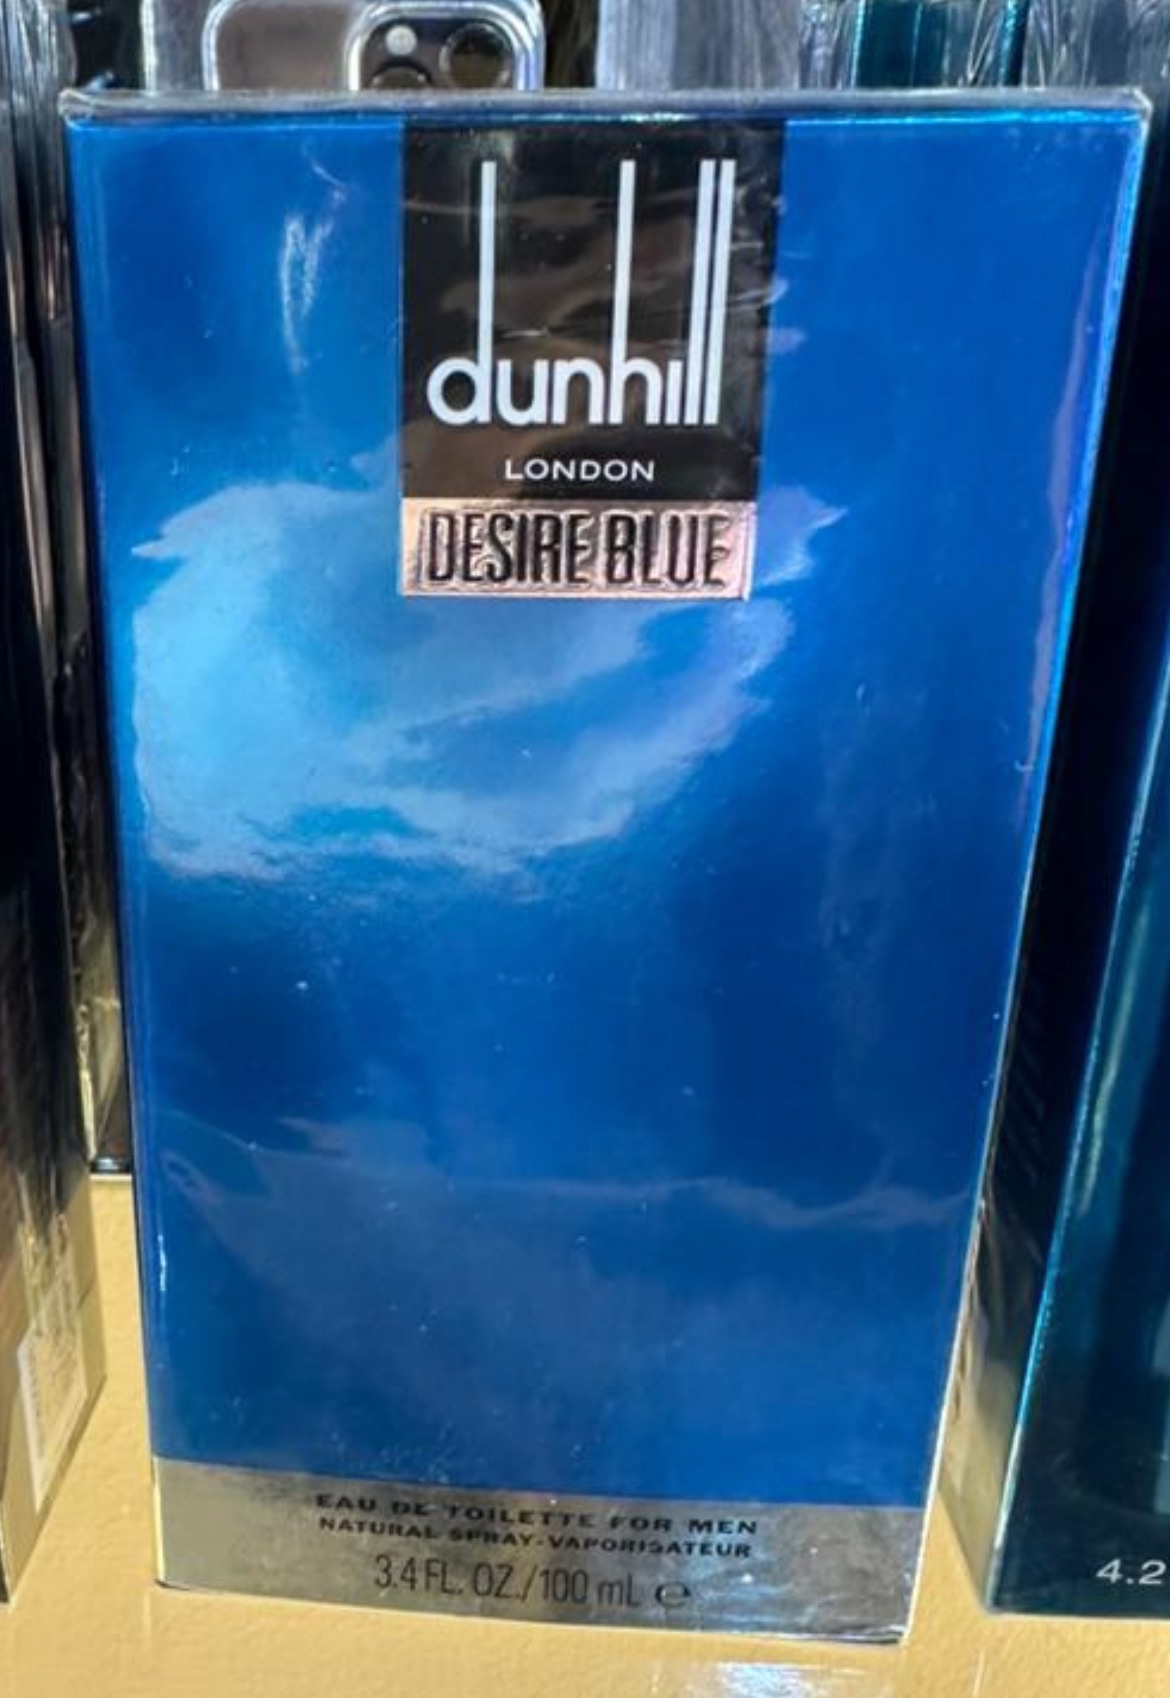 dunhill
LONDON
DESIRE BLUE
EAU DE TOILETTE FOR MEN
NATURAL SPRAY-VAPORISATEUR
3.4 FL. OZ./100 mL ℮
4.2